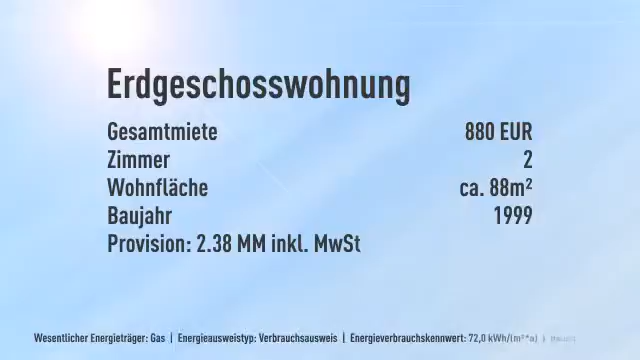 Erdgeschosswohnung
Gesamtmiete 880 EUR
Zimmer 2
Wohnfläche ca. 88m²
Baujahr 1999
Provision: 2.38 MM inkl. MwSt
Wesentlicher Energieträger: Gas | Energieausweistyp: Verbrauchsausweis | Energieverbrauchskennwert: 72,0 kWh/(m²*a) |